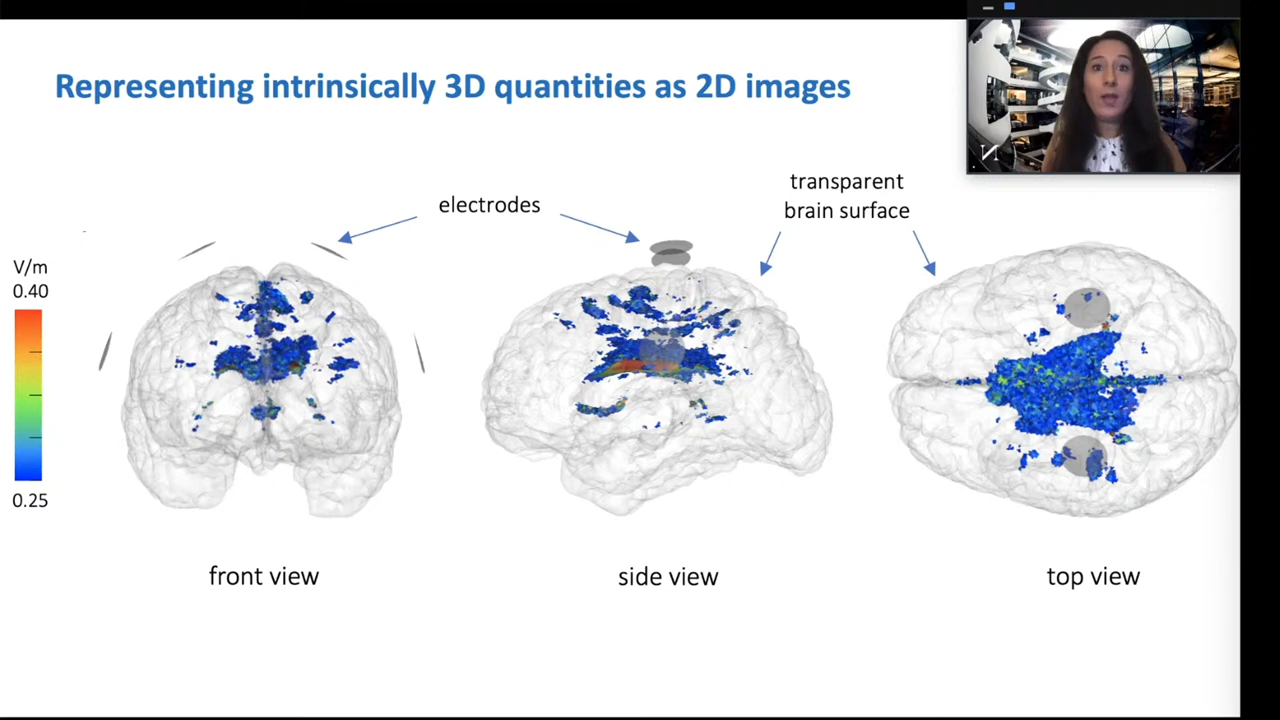 Representing intrinsically 3D quantities as 2D images
electrodes
transparent
brain surface
V/m
0.40
0.25
front view
side view
top view